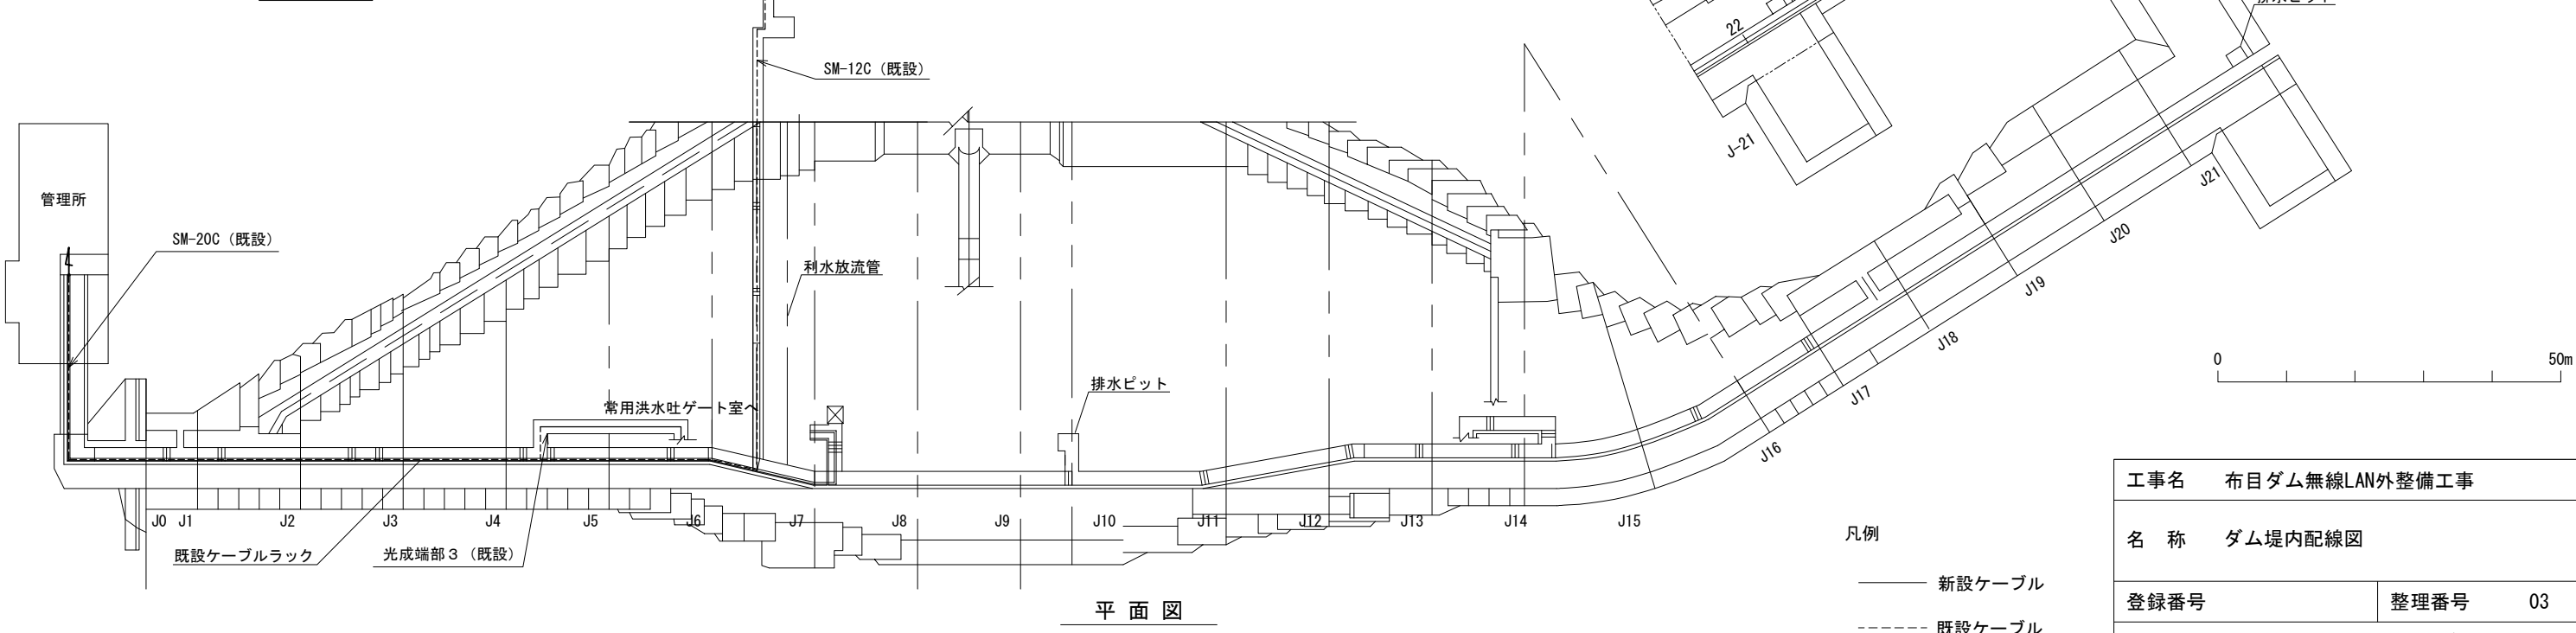 排水ピット
22
SM-12C（既設）
J-21
管理所
J21
SM-20C（既設）
J20
利水放流管
J19
J18
0 50m
排水ピット
J17
常用洪水吐ゲート室へ
J16
工事名 布目ダム無線LAN外整備工事
J0 J1 J2 J3 J4 J5 J6 J7 J8 J9 J10 J11 J12 J13 J14 J15
凡例
名 称 ダム堤内配線図
既設ケーブルラック
光成端部３（既設）
新設ケーブル
登録番号 整理番号 03
平 面 図
既設ケーブル